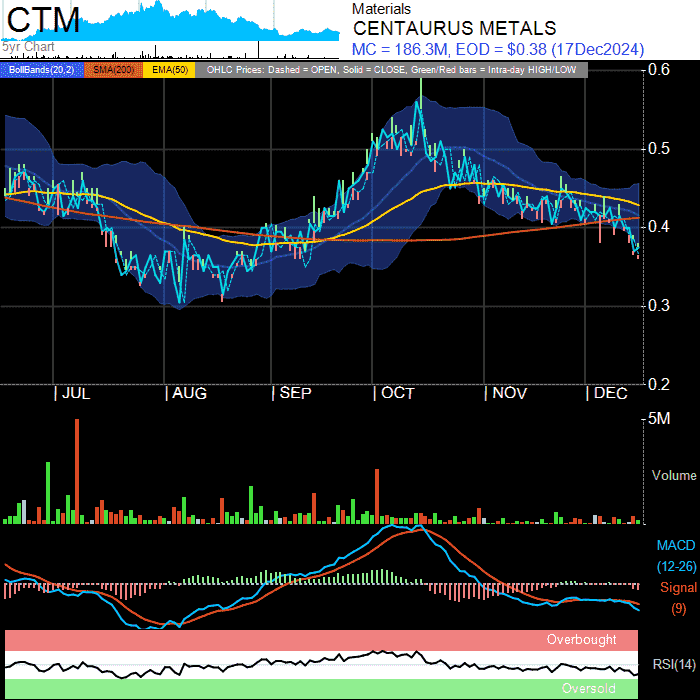 CTM
5yr Chart
Materials
CENTAURUS METALS
MC = 186.3M, EOD = $0.38 (17Dec2024)
BollBands(20,2) SMA(200) EMA(50) OHLC Prices: Dashed = OPEN, Solid = CLOSE, Green/Red bars = Intra-day HIGH/LOW
0.6
0.5
0.4
0.3
0.2
JUL AUG SEP OCT NOV DEC
5M
Volume
MACD
(12-26)
Signal
(9)
Overbought
RSI(14)
Oversold